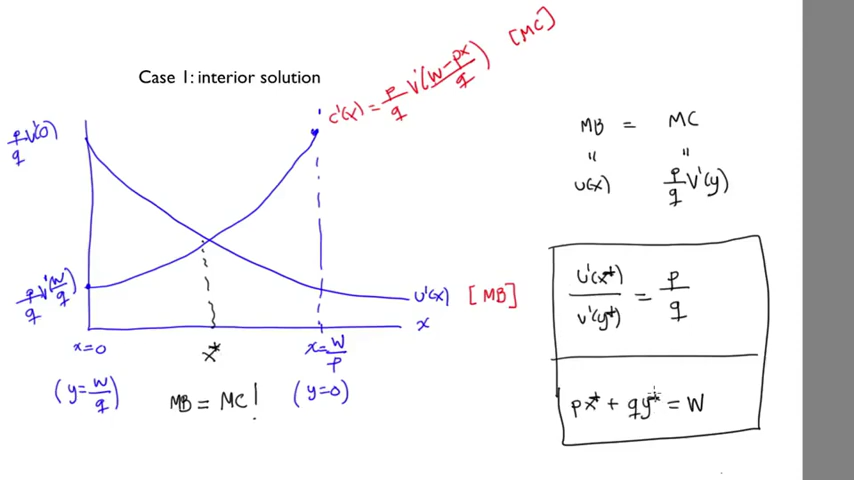 Case 1: interior solution
c'(x) = p/q v'(w-px/q) [MC]
p/q v'(0)
p/q v'(w/q)
u'(x) [MB]
x
x=0
x*
x=w/p
(y=w/q)
MB = MC!
(y=0)
MB = MC
" "
u(x) p/q v'(y)
u'(x*)/v'(y*) = p/q
px* + qy* = w